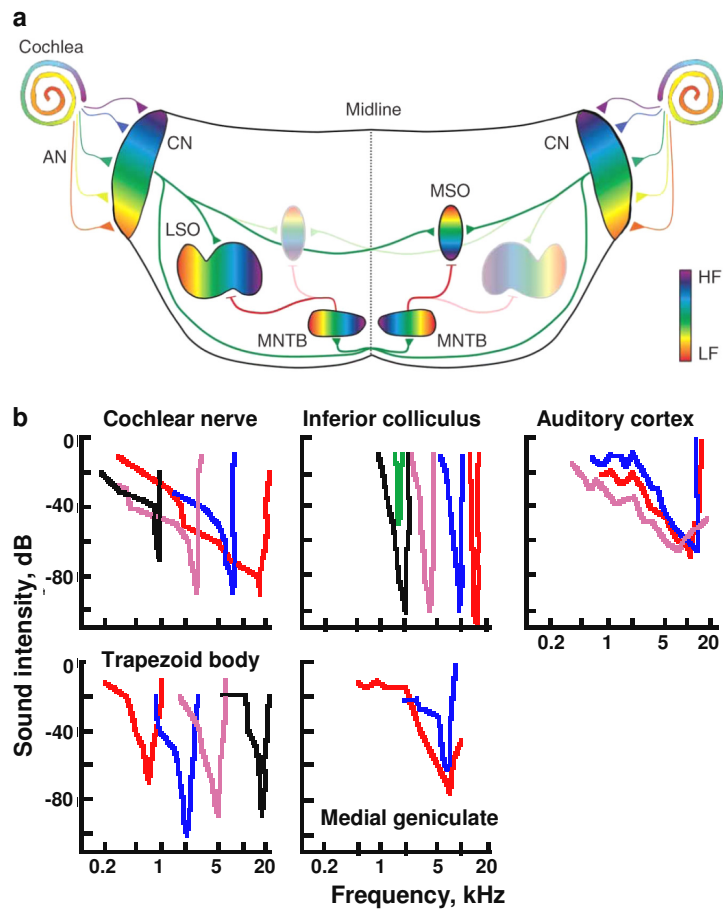 a
Cochlea
Midline
AN
CN
CN
MSO
LSO
HF
LF
MNTB
MNTB
b
Cochlear nerve
Inferior colliculus
Auditory cortex
0
-40
-80
0.2
1
5
20
Trapezoid body
0
-40
-80
Medial geniculate
0.2
1
5
20
0.2
1
5
20
Sound intensity, dB
Frequency, kHz